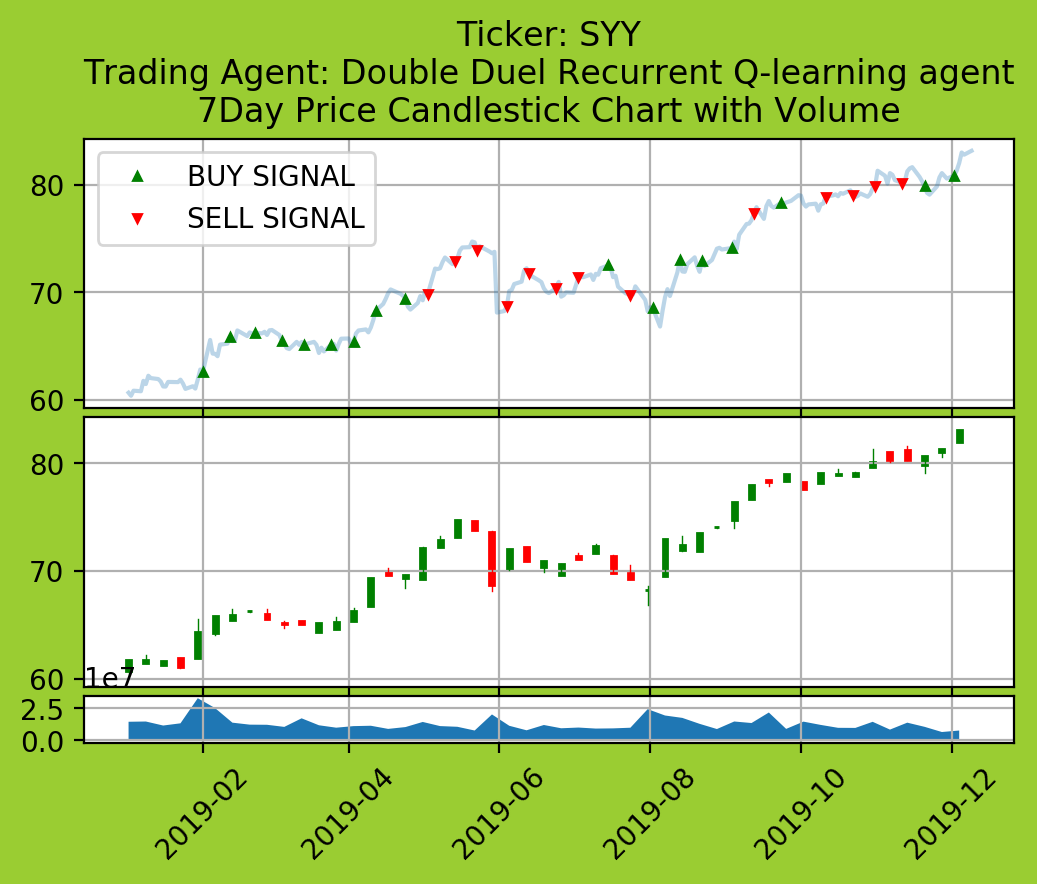 Ticker: SYY
Trading Agent: Double Duel Recurrent Q-learning agent
7Day Price Candlestick Chart with Volume
BUY SIGNAL
SELL SIGNAL
80
70
60
80
70
60
1e7
2.5
0.0
2019-02
2019-04
2019-06
2019-08
2019-10
2019-12